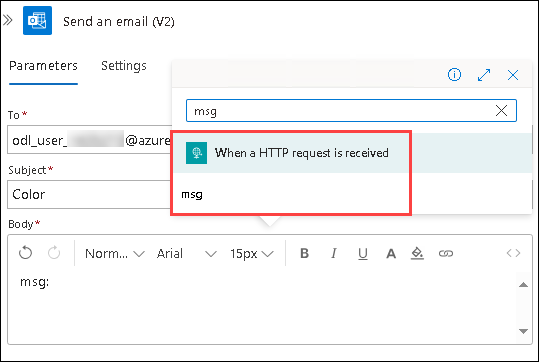 Send an email (V2)
Parameters Settings
msg
To*
odl_user_ @azure
When a HTTP request is received
Subject*
Color
msg
Body*
Norm... Arial 15px B I U A
msg: